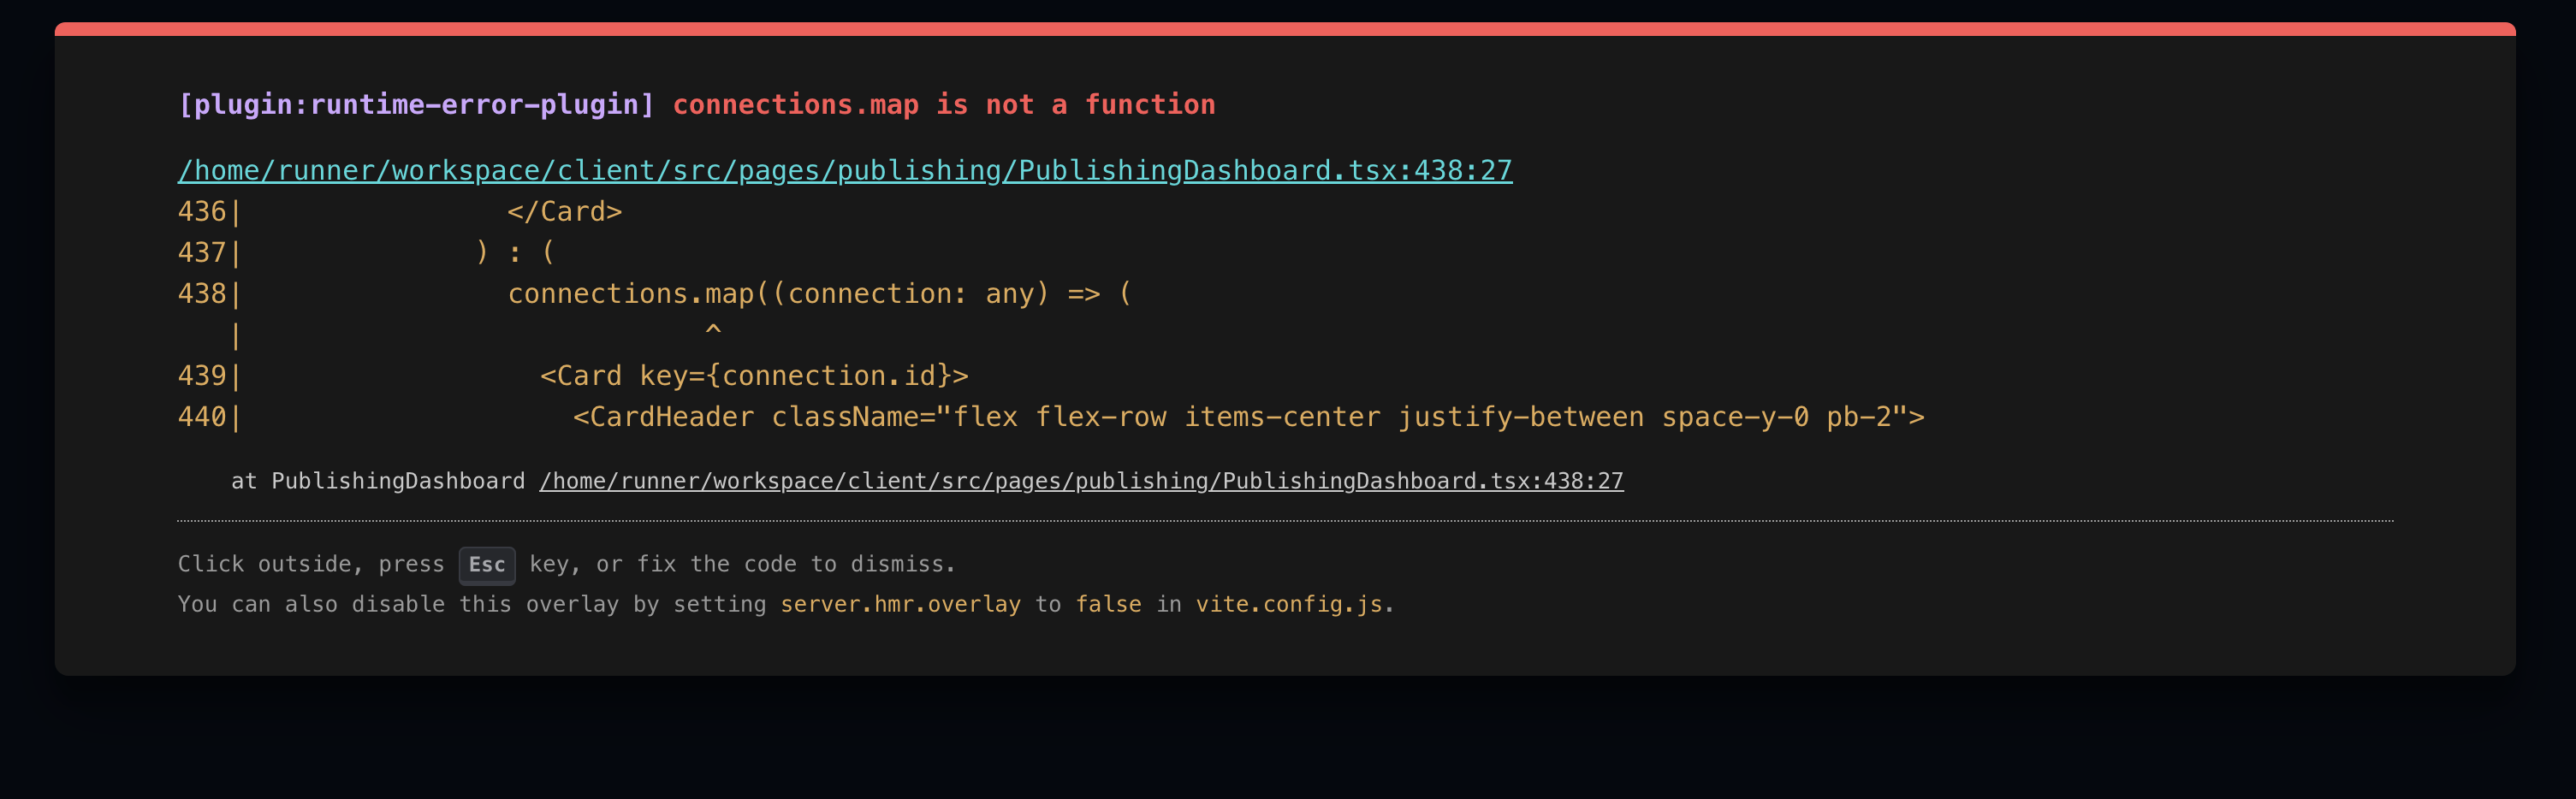 [plugin:runtime-error-plugin] connections.map is not a function
/home/runner/workspace/client/src/pages/publishing/PublishingDashboard.tsx:438:27
436|                </Card>
437|              ) : (
438|                connections.map((connection: any) => (
   |                            ^
439|                  <Card key={connection.id}>
440|                    <CardHeader className="flex flex-row items-center justify-between space-y-0 pb-2">
    at PublishingDashboard /home/runner/workspace/client/src/pages/publishing/PublishingDashboard.tsx:438:27
Click outside, press Esc key, or fix the code to dismiss.
You can also disable this overlay by setting server.hmr.overlay to false in vite.config.js.